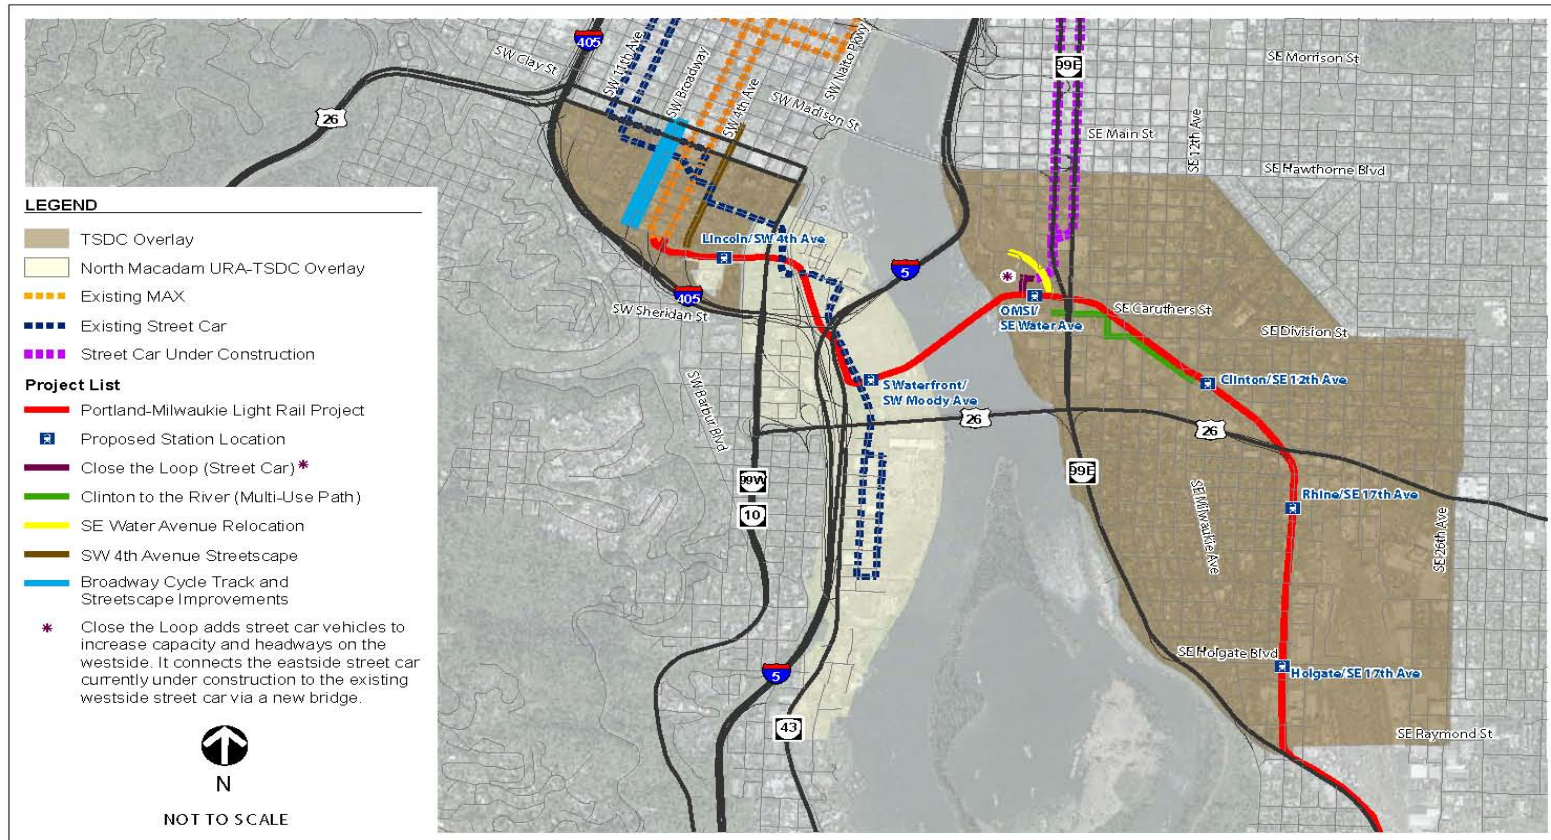 405
SW Clay St
SW 11th Ave
SW Broadway
SW 4th Ave
SW Naito Pkwy
SW Madison St
26
99E
SE Morrison St
SE Main St
SE 12th Ave
SE Hawthorne Blvd
LEGEND
TSDC Overlay
North Macadam URA-TSDC Overlay
Existing MAX
Existing Street Car
Street Car Under Construction
Project List
Portland-Milwaukie Light Rail Project
Proposed Station Location
Close the Loop (Street Car) *
Clinton to the River (Multi-Use Path)
SE Water Avenue Relocation
SW 4th Avenue Streetscape
Broadway Cycle Track and
Streetscape Improvements
* Close the Loop adds street car vehicles to
increase capacity and headways on the
westside. It connects the eastside street car
currently under construction to the existing
westside street car via a new bridge.
N
NOT TO SCALE
Lincoln/SW 4th Ave
405
SW Sheridan St
5
*
OMSI/
SE Water Ave
SE Caruthers St
SE Division St
SWaterfront/
SW Moody Ave
Clinton/SE 12th Ave
SW Barbur Blvd
26
26
99W
10
99E
SE Milwaukie Ave
Rhine/SE 17th Ave
SE 26th Ave
SE Holgate Blvd
Holgate/SE 17th Ave
5
43
SE Raymond St